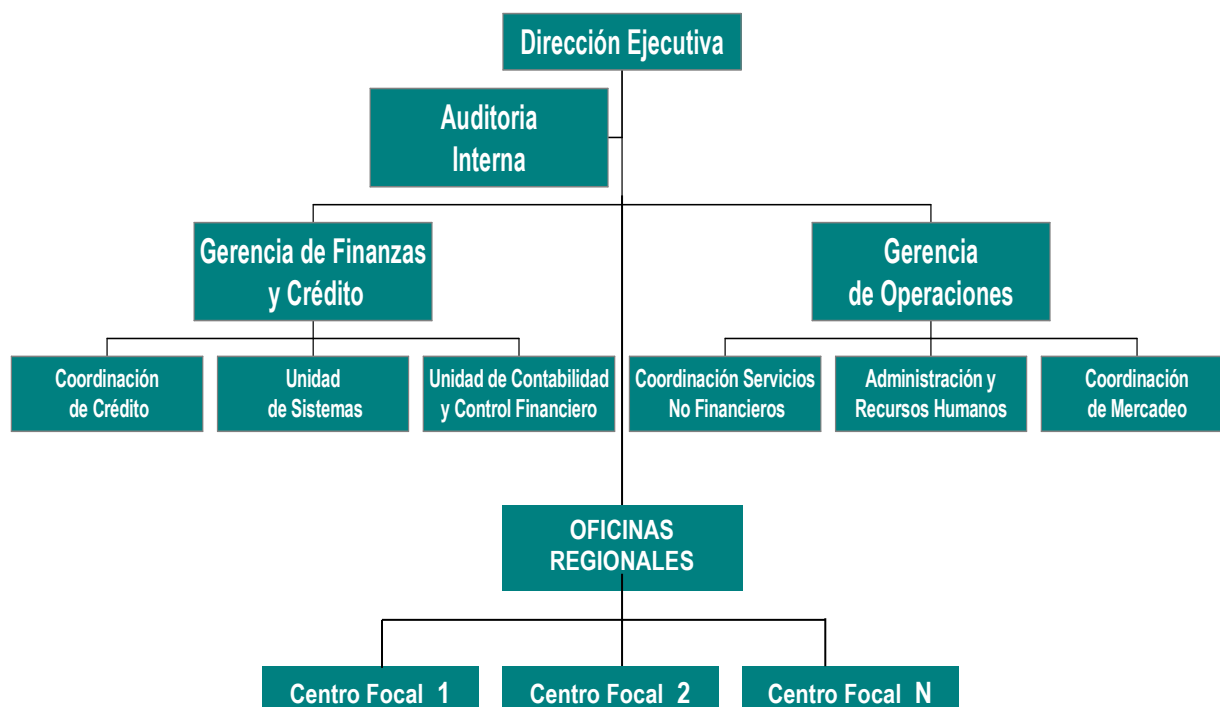 Dirección Ejecutiva
Auditoria
Interna
Gerencia de Finanzas
y Crédito
Gerencia
de Operaciones
Coordinación
de Crédito
Unidad
de Sistemas
Unidad de Contabilidad
y Control Financiero
Coordinación Servicios
No Financieros
Administración y
Recursos Humanos
Coordinación
de Mercadeo
OFICINAS
REGIONALES
Centro Focal 1
Centro Focal 2
Centro Focal N